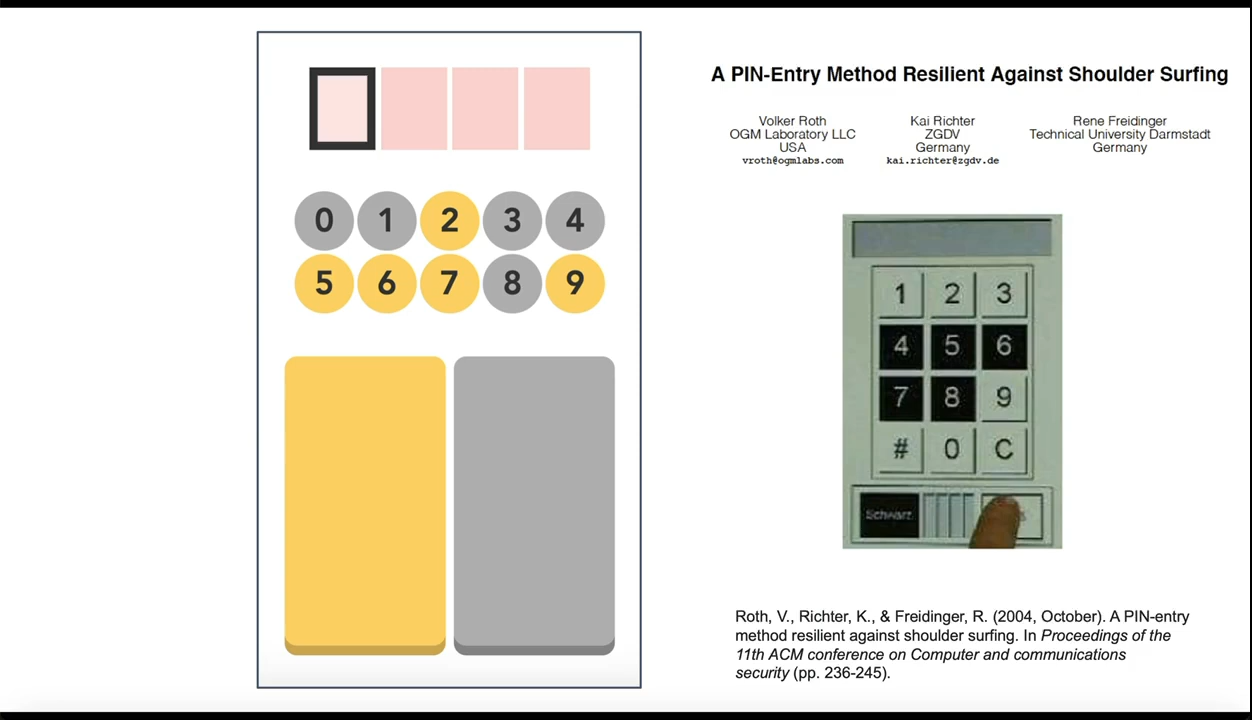 0 1 2 3 4
5 6 7 8 9
A PIN-Entry Method Resilient Against Shoulder Surfing
Volker Roth
OGM Laboratory LLC
USA
vroth@ogmlabs.com
Kai Richter
ZGDV
Germany
kai.richter@zgdv.de
Rene Freidinger
Technical University Darmstadt
Germany
1 2 3
4 5 6
7 8 9
# 0 C
Schwarz
Roth, V., Richter, K., & Freidinger, R. (2004, October). A PIN-entry
method resilient against shoulder surfing. In Proceedings of the
11th ACM conference on Computer and communications
security (pp. 236-245).